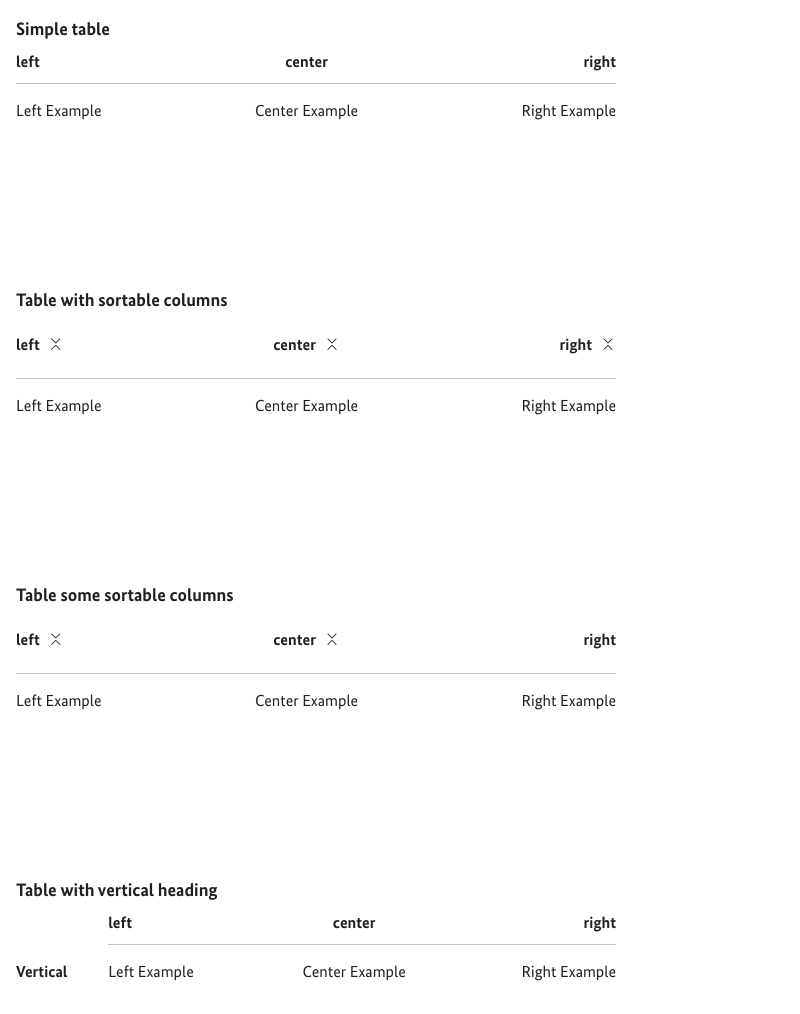 Simple table
left center right
Left Example Center Example Right Example
Table with sortable columns
left center right
Left Example Center Example Right Example
Table some sortable columns
left center right
Left Example Center Example Right Example
Table with vertical heading
left center right
Vertical Left Example Center Example Right Example